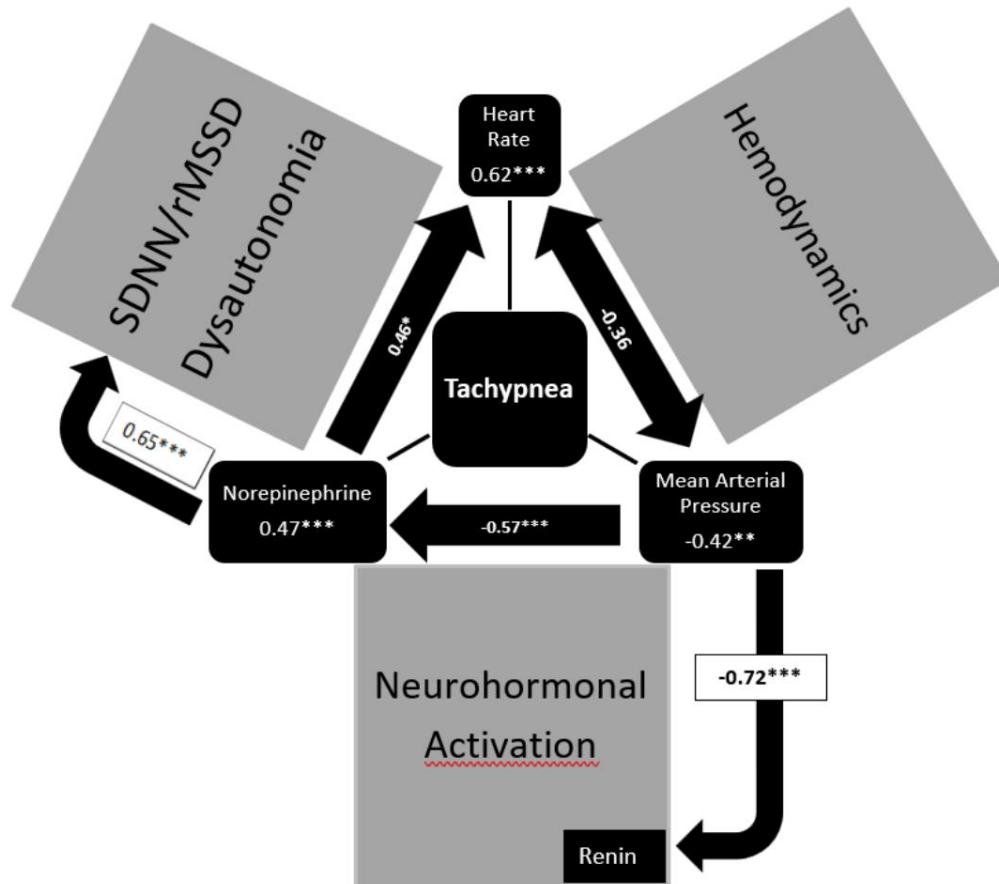 Heart
Rate
0.62***
SDNN/rMSSD
Dysautonomia
Hemodynamics
0.46*
-0.36
Tachypnea
0.65***
Norepinephrine
0.47***
-0.57***
Mean Arterial
Pressure
-0.42**
Neurohormonal
Activation
-0.72***
Renin